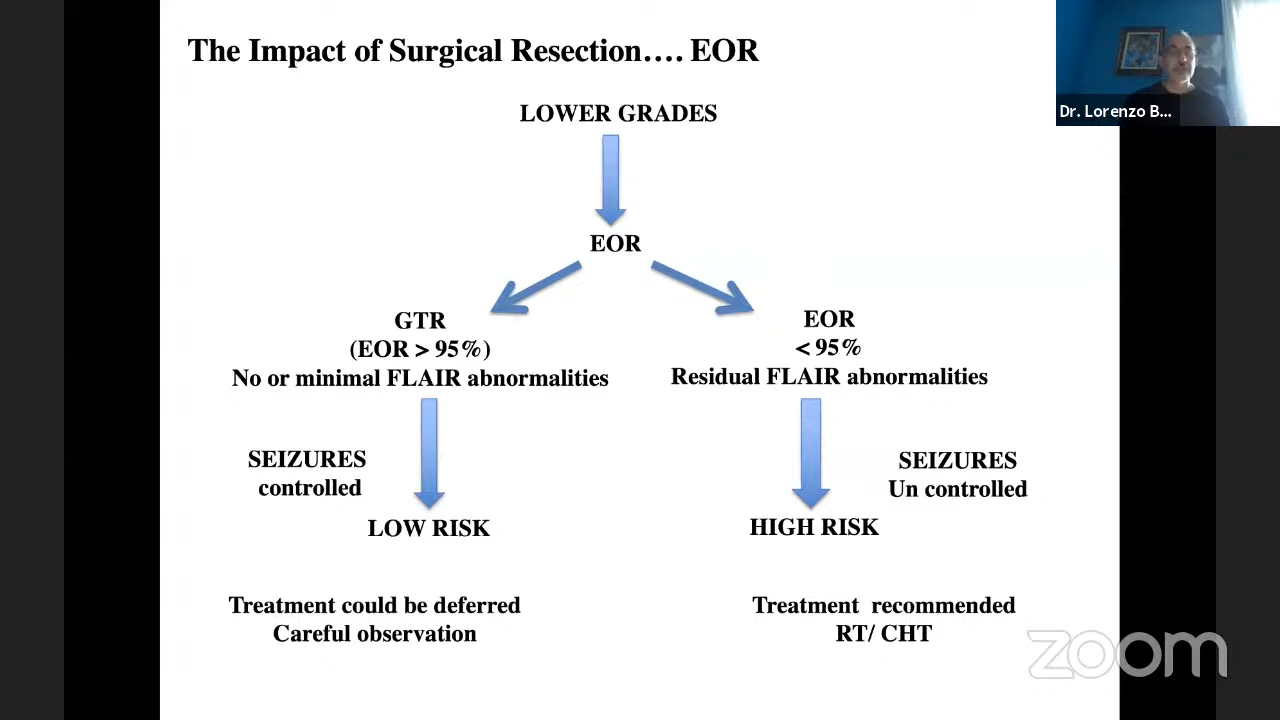 The Impact of Surgical Resection…. EOR
Dr. Lorenzo B...
LOWER GRADES
EOR
GTR
(EOR > 95%)
No or minimal FLAIR abnormalities
EOR
< 95%
Residual FLAIR abnormalities
SEIZURES
controlled
SEIZURES
Un controlled
LOW RISK
HIGH RISK
Treatment could be deferred
Careful observation
Treatment recommended
RT/ CHT
zoom